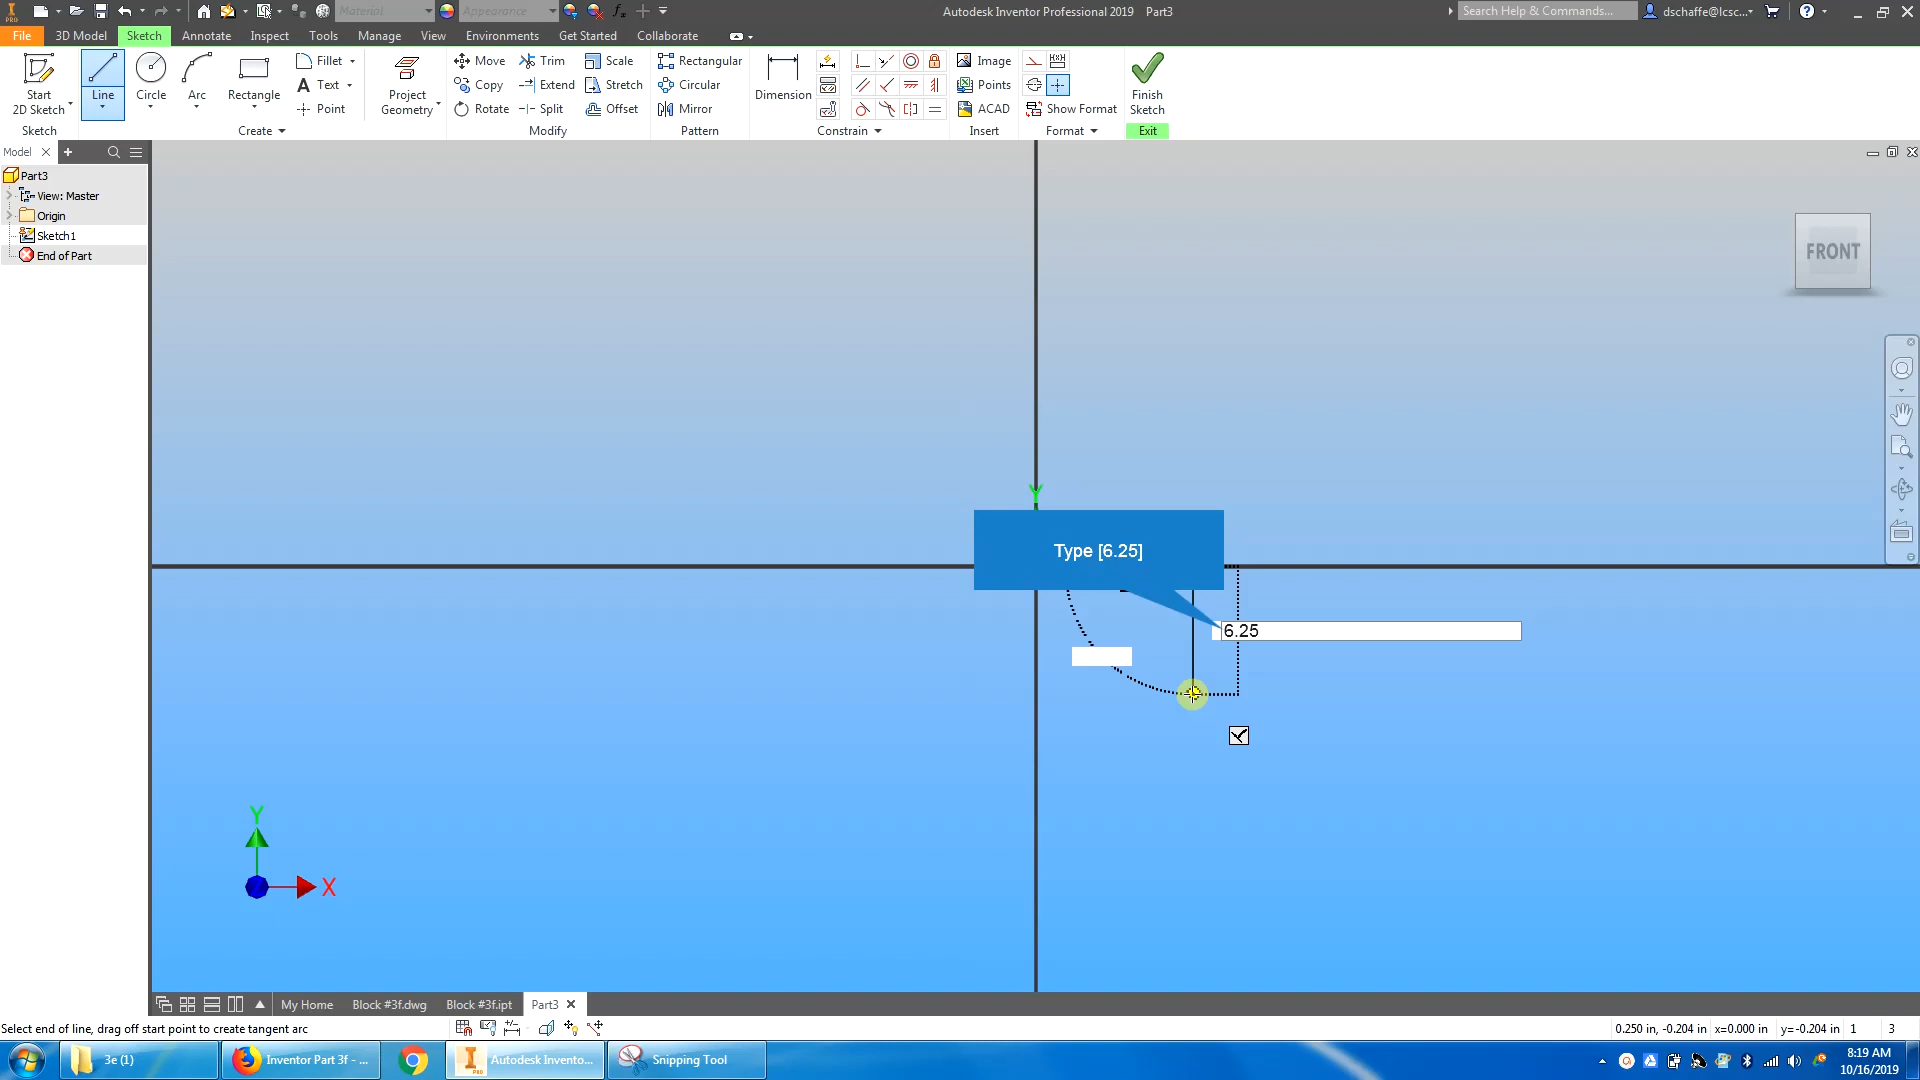 PRO
Material
Appearance
fx
Autodesk Inventor Professional 2019 Part3
Search Help & Commands...
dschaffe@lcsc...
File
3D Model
Sketch
Annotate
Inspect
Tools
Manage
View
Environments
Get Started
Collaborate
Start
2D Sketch
Line
Circle
Arc
Rectangle
Fillet
Text
Point
Project
Geometry
Move
Copy
Rotate
Trim
Extend
Split
Scale
Stretch
Offset
Rectangular
Circular
Mirror
Dimension
Image
Points
ACAD
Show Format
Finish
Sketch
Sketch
Create
Modify
Pattern
Constrain
Insert
Format
Exit
Model
Part3
View: Master
Origin
Sketch1
End of Part
FRONT
Y
Type [6.25]
6.25
Y
X
My Home
Block #3f.dwg
Block #3f.ipt
Part3
Select end of line, drag off start point to create tangent arc
0.250 in, -0.204 in x=0.000 in y=-0.204 in 1 3
3e (1)
Inventor Part 3f - ...
Autodesk Invento...
Snipping Tool
8:19 AM
10/16/2019